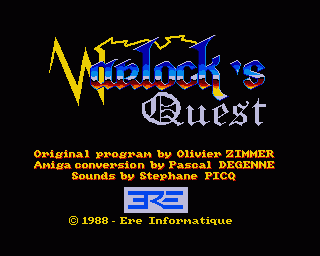 Warlock's
Quest
Original program by Olivier ZIMMER
Amiga conversion by Pascal DEGENNE
Sounds by Stephane PICQ
ERE
© 1988 - Ere Informatique